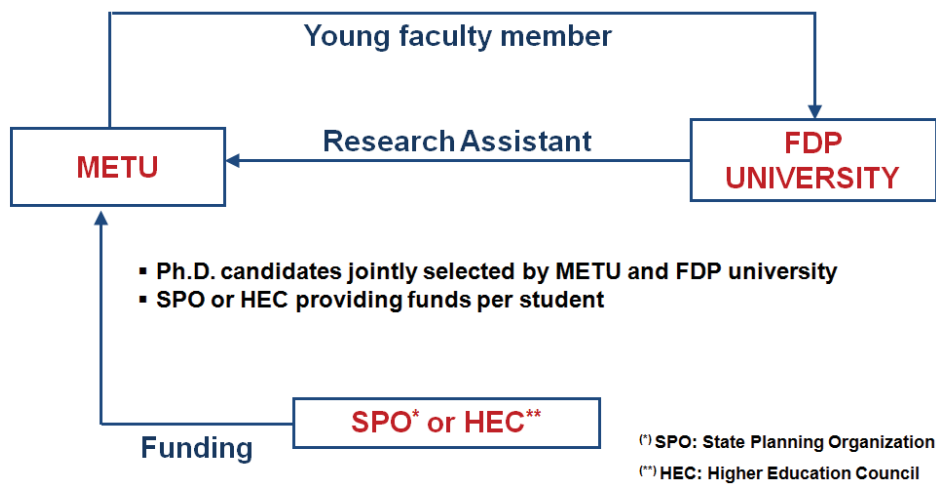 Young faculty member
METU
Research Assistant
FDP
UNIVERSITY
▪ Ph.D. candidates jointly selected by METU and FDP university
▪ SPO or HEC providing funds per student
SPO* or HEC**
Funding
(*) SPO: State Planning Organization
(**) HEC: Higher Education Council